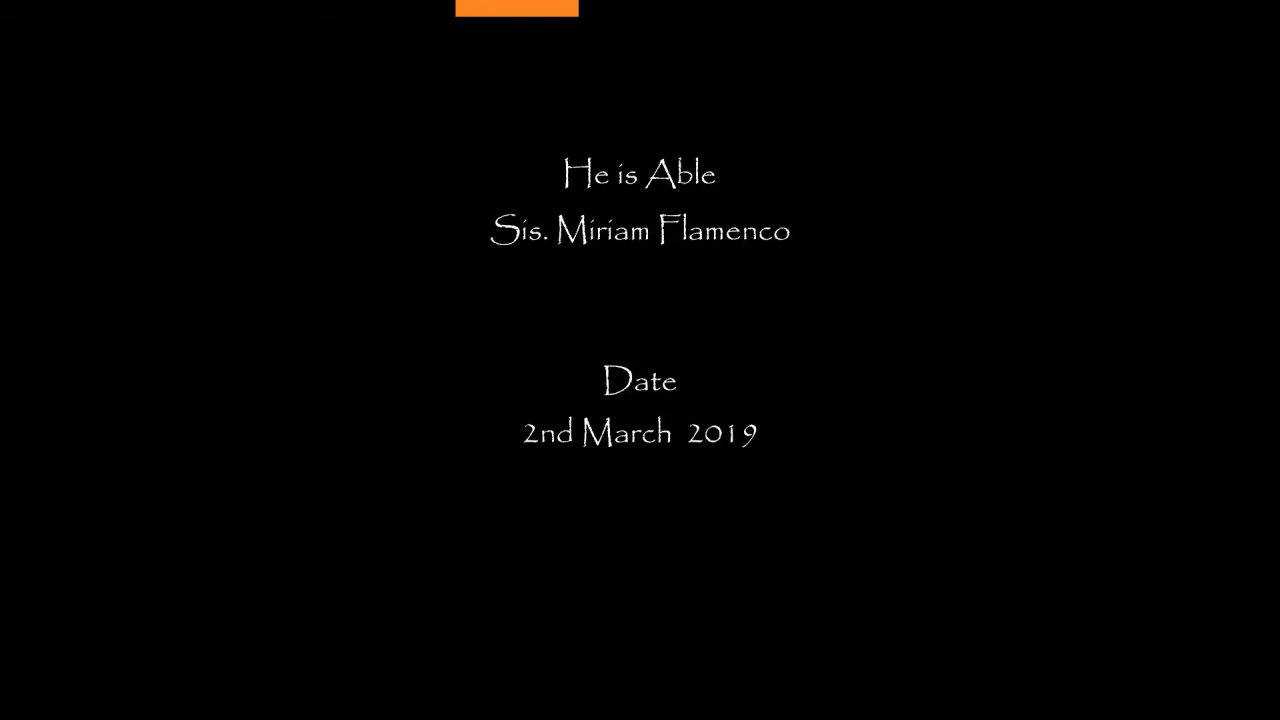 He is Able
Sis. Miriam Flamenco
Date
2nd March 2019